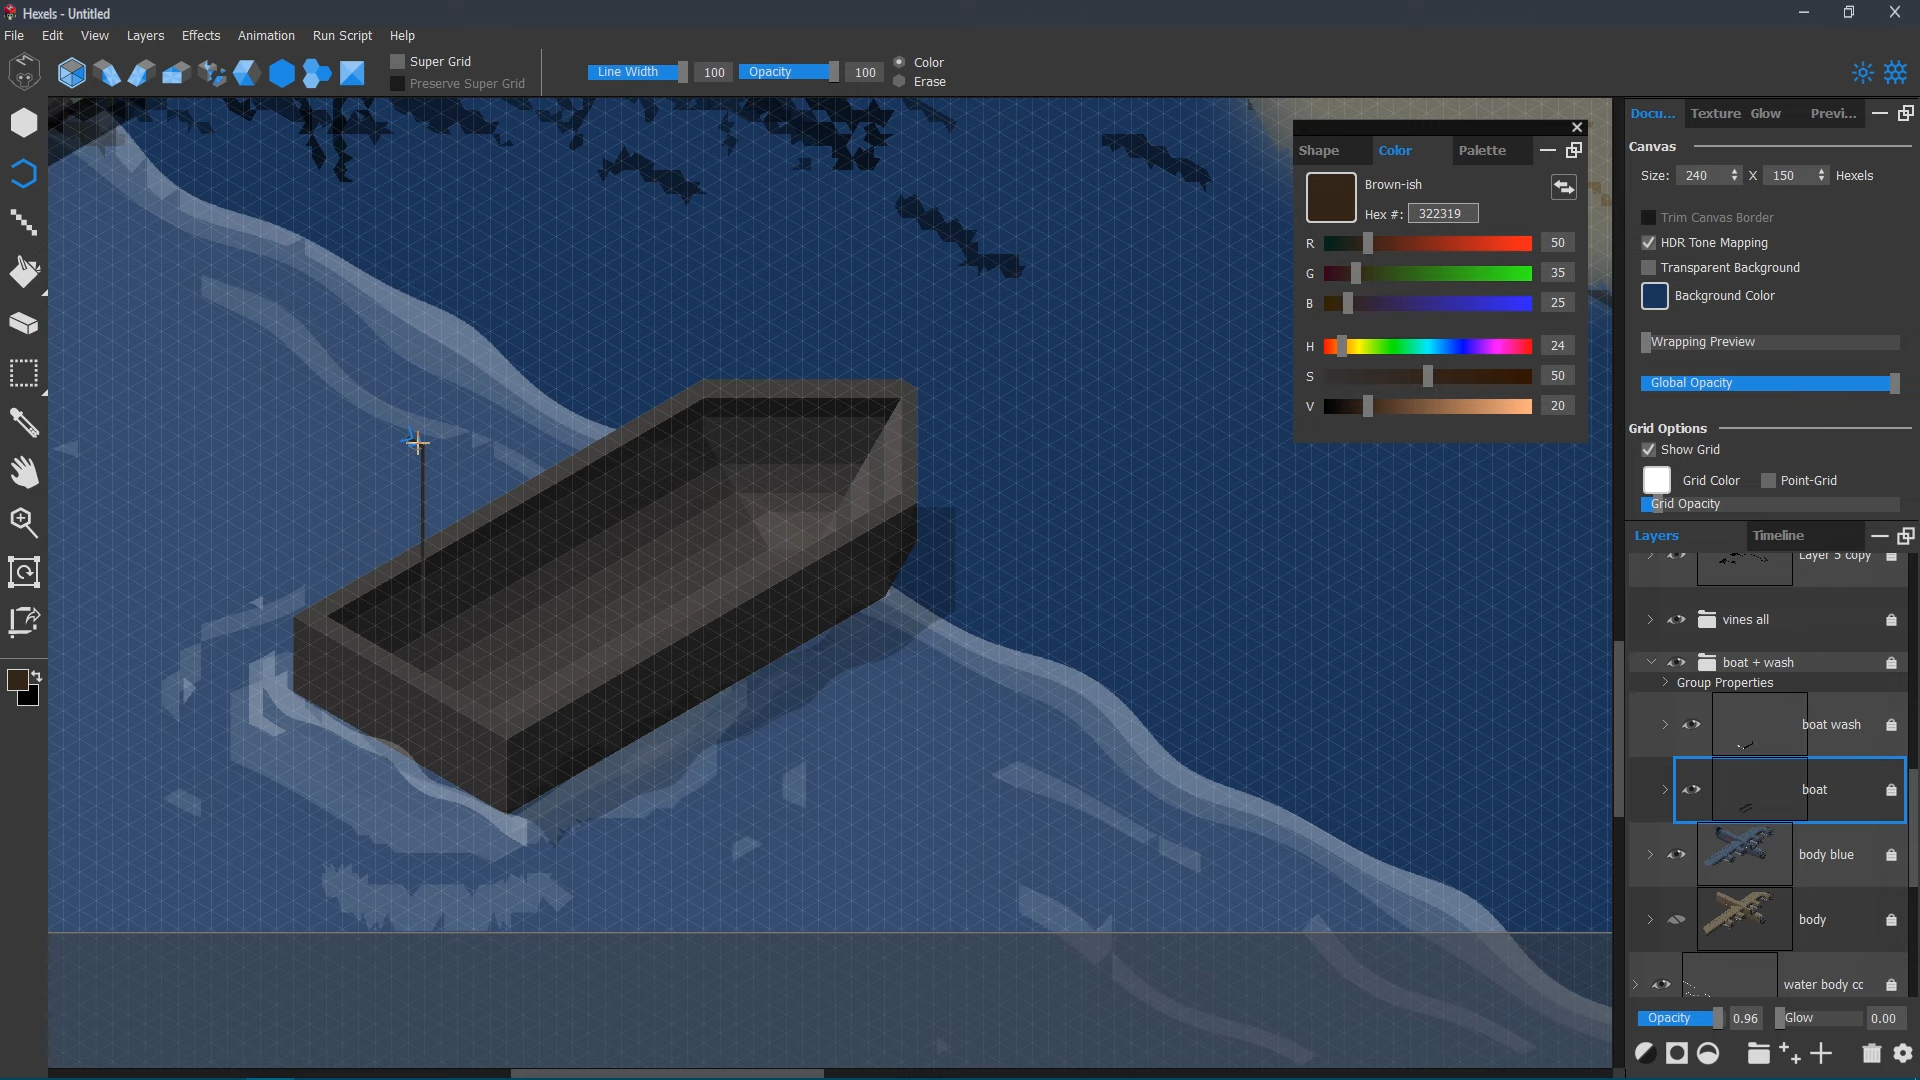 Hexels - Untitled
File Edit View Layers Effects Animation Run Script Help
Super Grid
Preserve Super Grid
Line Width 100 Opacity 100
Color
Erase
Docu... Texture Glow Previ...
Canvas
Size: 240 X 150 Hexels
Trim Canvas Border
HDR Tone Mapping
Transparent Background
Background Color
Wrapping Preview
Global Opacity
Grid Options
Show Grid
Grid Color Point-Grid
Grid Opacity
Shape Color Palette
Brown-ish
Hex #: 322319
R 50
G 35
B 25
H 24
S 50
V 20
Layers Timeline
Layer 5 copy
vines all
boat + wash
Group Properties
boat wash
boat
body blue
body
water body cc
Opacity 0.96 Glow 0.00